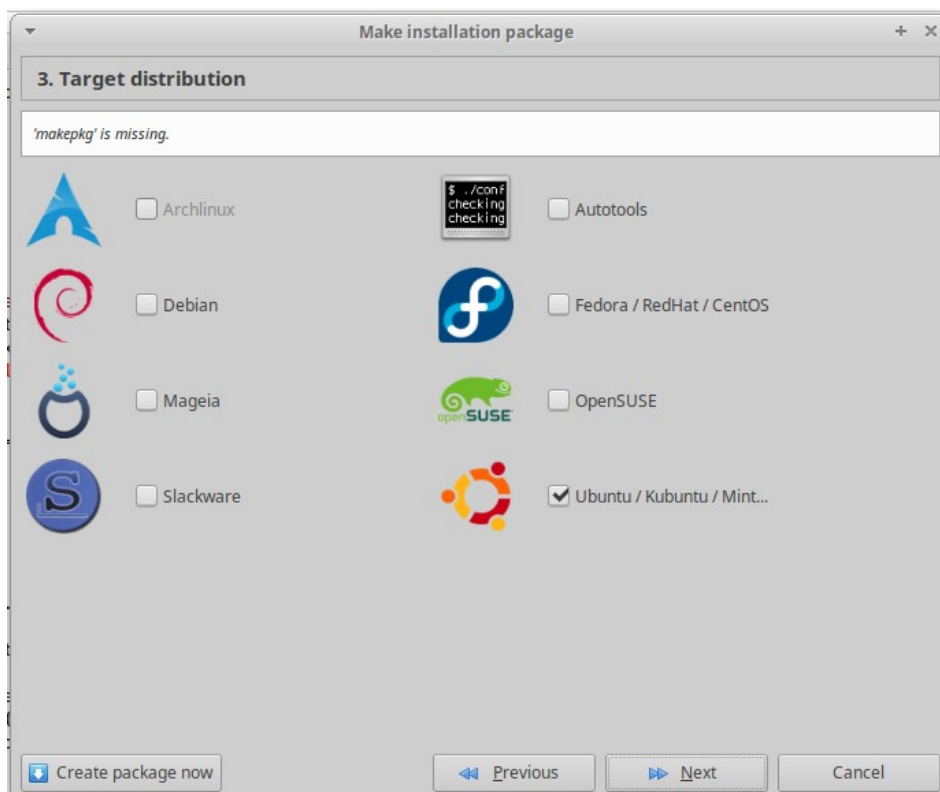 Make installation package
3. Target distribution
'makepkg' is missing.
$ ./conf
checking
checking
Archlinux
Autotools
Debian
Fedora / RedHat / CentOS
Mageia
openSUSE
OpenSUSE
S
Slackware
Ubuntu / Kubuntu / Mint...
Create package now
Previous
Next
Cancel